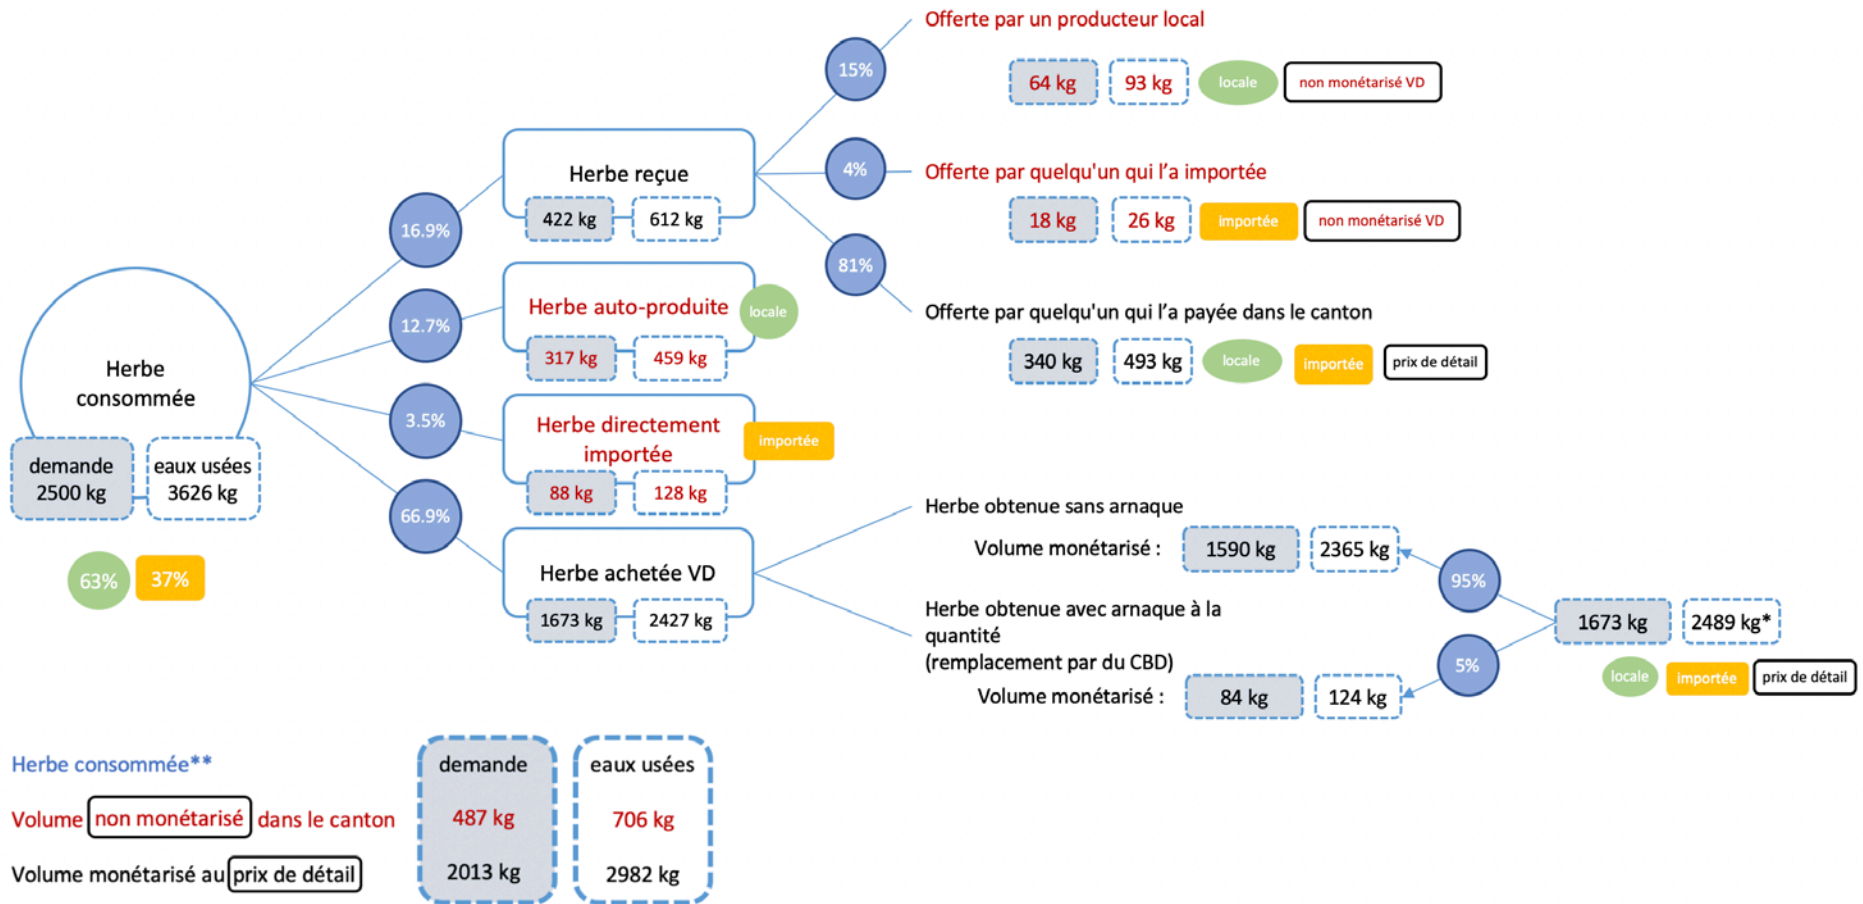 Herbe
consommée
demande
2500 kg
eaux usées
3626 kg
63%
37%
16.9%
12.7%
3.5%
66.9%
Herbe reçue
422 kg
612 kg
Herbe auto-produite
locale
317 kg
459 kg
Herbe directement
importée
importée
88 kg
128 kg
Herbe achetée VD
1673 kg
2427 kg
15%
4%
81%
Offerte par un producteur local
64 kg
93 kg
locale
non monétarisé VD
Offerte par quelqu'un qui l’a importée
18 kg
26 kg
importée
non monétarisé VD
Offerte par quelqu'un qui l’a payée dans le canton
340 kg
493 kg
locale
importée
prix de détail
Herbe obtenue sans arnaque
Volume monétarisé :
1590 kg
2365 kg
Herbe obtenue avec arnaque à la
quantité
(remplacement par du CBD)
Volume monétarisé :
84 kg
124 kg
95%
5%
1673 kg
2489 kg*
locale
importée
prix de détail
Herbe consommée**
demande
eaux usées
Volume non monétarisé dans le canton
487 kg
706 kg
Volume monétarisé au prix de détail
2013 kg
2982 kg